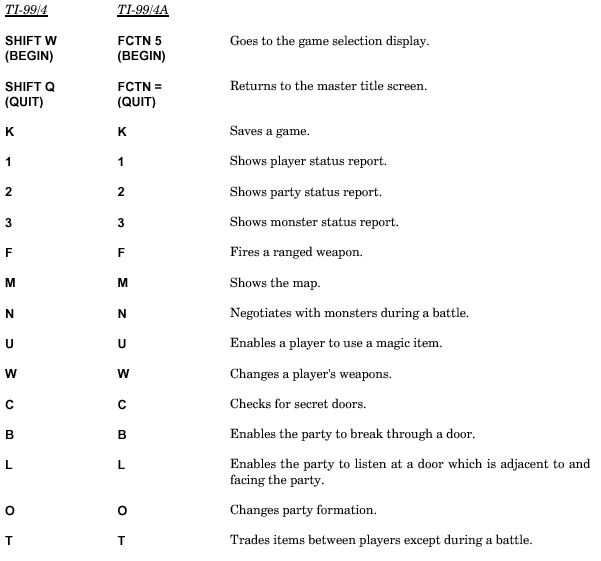 TI-99/4 TI-99/4A
SHIFT W FCTN 5 Goes to the game selection display.
(BEGIN) (BEGIN)
SHIFT Q FCTN = Returns to the master title screen.
(QUIT) (QUIT)
K K Saves a game.
1 1 Shows player status report.
2 2 Shows party status report.
3 3 Shows monster status report.
F F Fires a ranged weapon.
M M Shows the map.
N N Negotiates with monsters during a battle.
U U Enables a player to use a magic item.
W W Changes a player's weapons.
C C Checks for secret doors.
B B Enables the party to break through a door.
L L Enables the party to listen at a door which is adjacent to and
facing the party.
O O Changes party formation.
T T Trades items between players except during a battle.